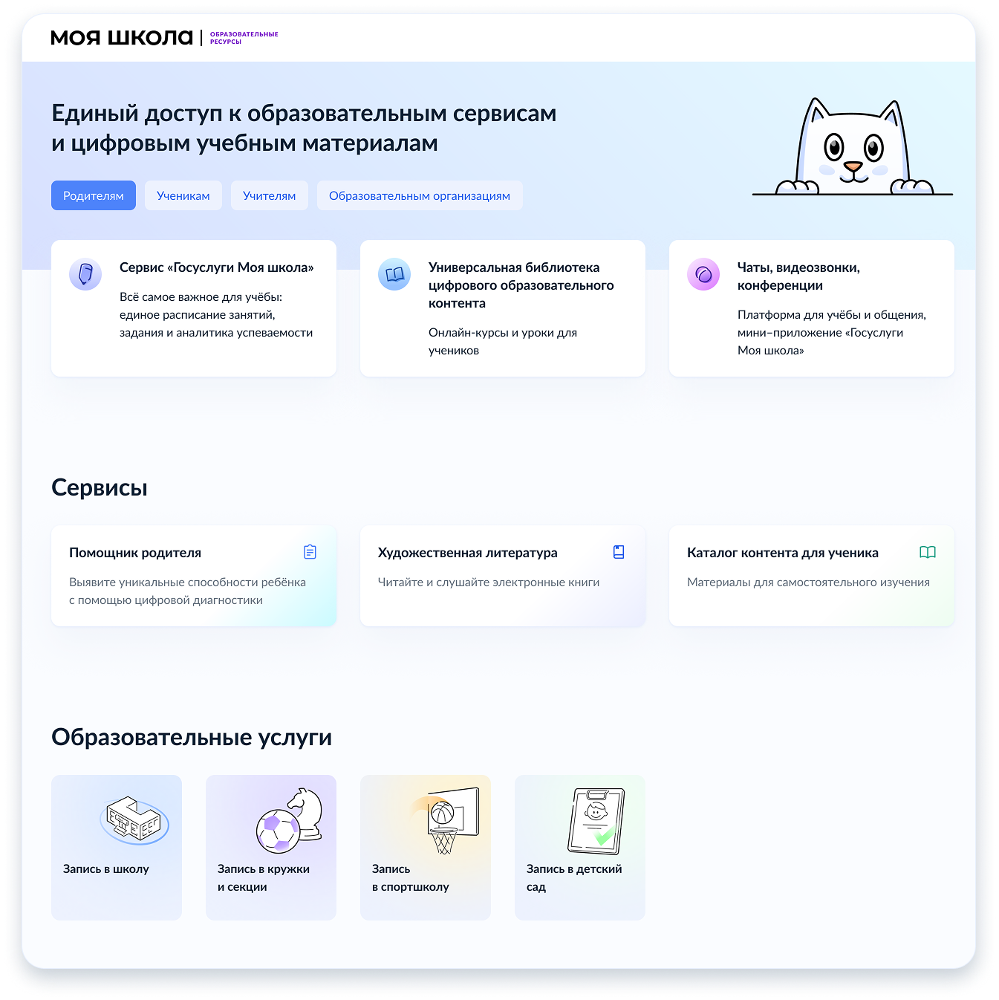 моя школа
ОБРАЗОВАТЕЛЬНЫЕ
РЕСУРСЫ
Единый доступ к образовательным сервисам
и цифровым учебным материалам
Родителям
Ученикам
Учителям
Образовательным организациям
Сервис «Госуслуги Моя школа»
Всё самое важное для учёбы:
единое расписание занятий,
задания и аналитика успеваемости
Универсальная библиотека
цифрового образовательного
контента
Онлайн-курсы и уроки для
учеников
Чаты, видеозвонки,
конференции
Платформа для учёбы и общения,
мини–приложение «Госуслуги
Моя школа»
Сервисы
Помощник родителя
Выявите уникальные способности ребёнка
с помощью цифровой диагностики
Художественная литература
Читайте и слушайте электронные книги
Каталог контента для ученика
Материалы для самостоятельного изучения
Образовательные услуги
Запись в школу
Запись в кружки
и секции
Запись
в спортшколу
Запись в детский
сад